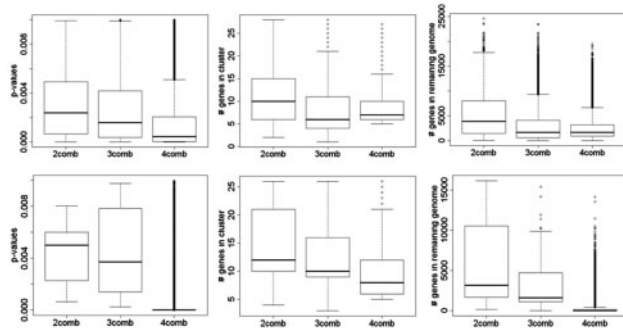 p-values
0.000 0.004 0.008
2comb 3comb 4comb
# genes in cluster
0 5 10 15 20 25
2comb 3comb 4comb
# genes in remaining genome
0 5000 15000 25000
2comb 3comb 4comb
p-values
0.000 0.004 0.008
2comb 3comb 4comb
# genes in cluster
5 10 15 20 25
2comb 3comb 4comb
# genes in remaining genome
0 5000 10000 15000
2comb 3comb 4comb